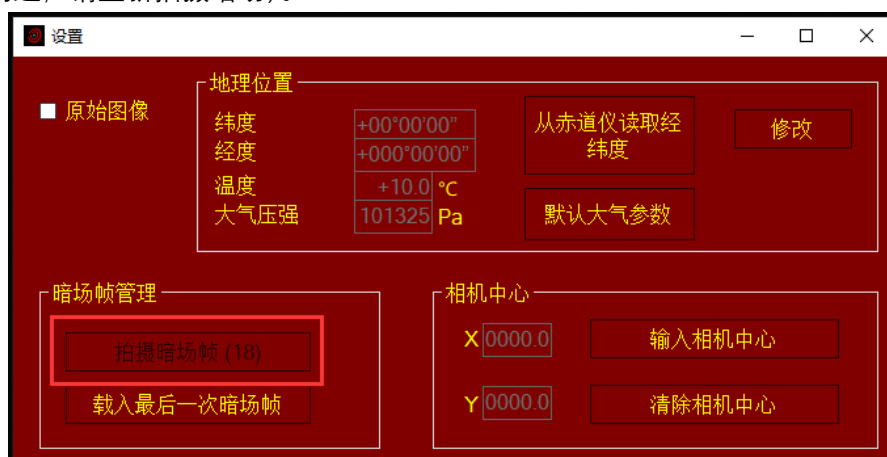 设置
原始图像
地理位置
纬度
+00°00'00"
经度
+000°00'00"
温度
+10.0 °C
大气压强
101325 Pa
从赤道仪读取经
纬度
修改
默认大气参数
暗场帧管理
拍摄暗场帧 (18)
载入最后一次暗场帧
相机中心
X 0000.0
输入相机中心
Y 0000.0
清除相机中心